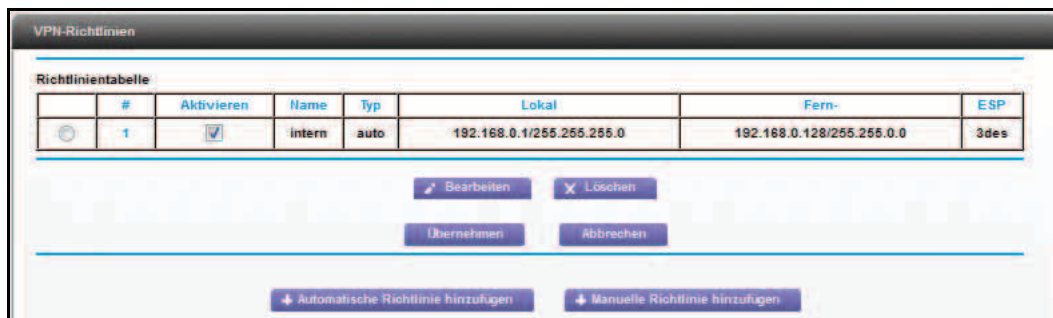 VPN-Richtlinien
Richtlinientabelle
# Aktivieren Name Typ Lokal Fern- ESP
1 intern auto 192.168.0.1/255.255.255.0 192.168.0.128/255.255.0.0 3des
Bearbeiten Löschen
Übernehmen Abbrechen
Automatische Richtlinie hinzufügen Manuelle Richtlinie hinzufügen